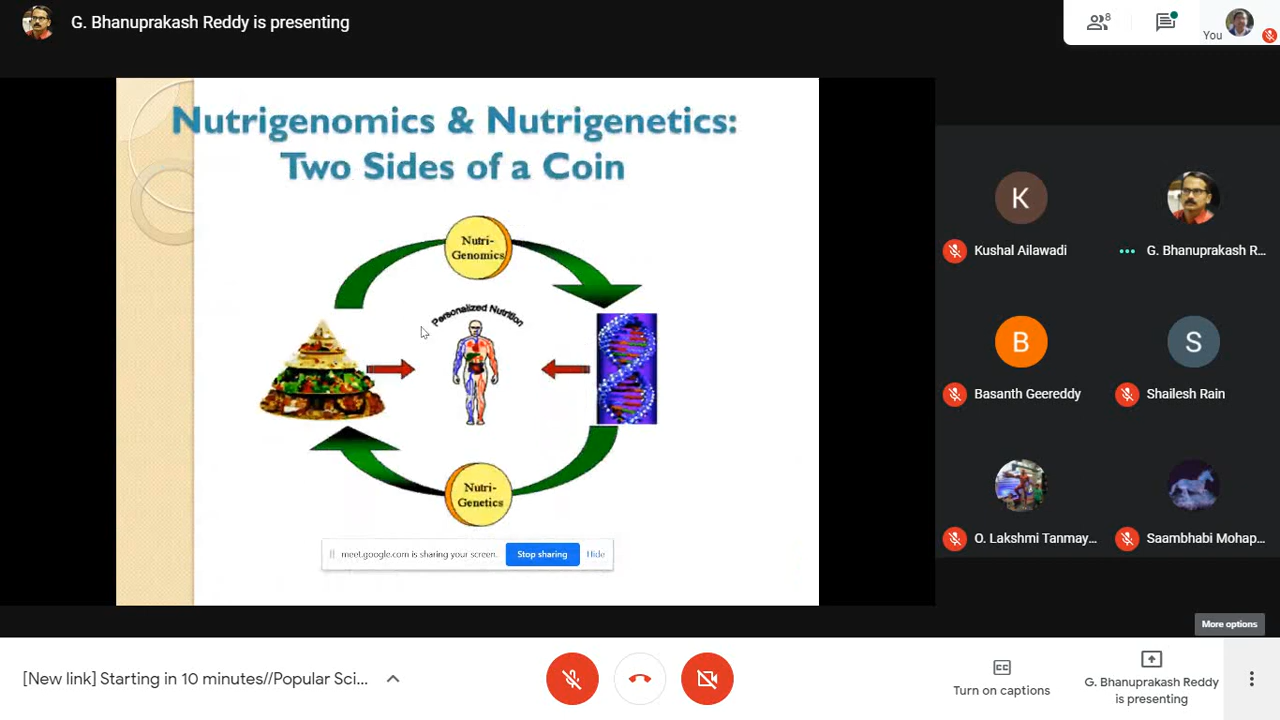 G. Bhanuprakash Reddy is presenting
8
You
Nutrigenomics & Nutrigenetics:
Two Sides of a Coin
Nutri-
Genomics
Personalized Nutrition
Nutri-
Genetics
meet.google.com is sharing your screen.
Stop sharing
Hide
K
Kushal Ailawadi
G. Bhanuprakash R...
B
Basanth Geereddy
S
Shailesh Rain
O. Lakshmi Tanmay...
Saambhabi Mohap...
More options
[New link] Starting in 10 minutes//Popular Sci...
CC
Turn on captions
G. Bhanuprakash Reddy
is presenting